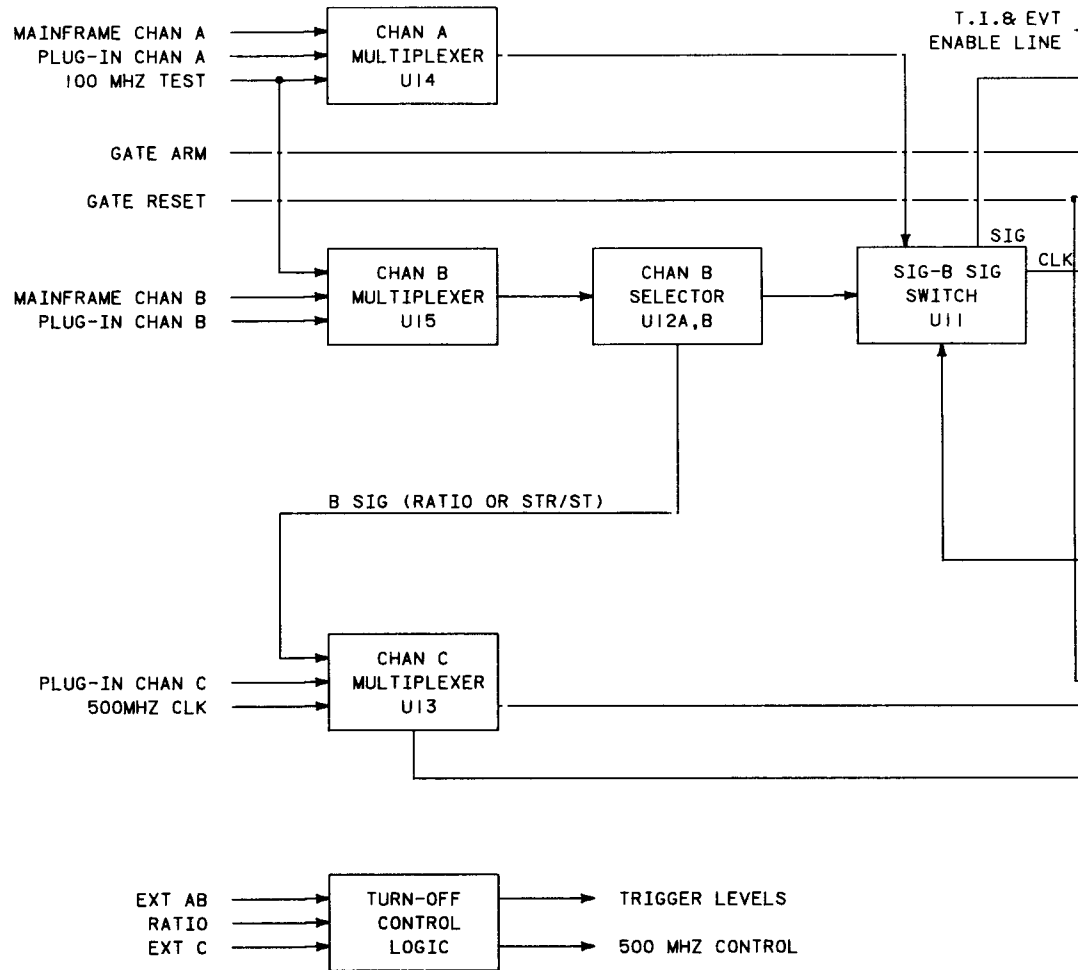 MAINFRAME CHAN A
PLUG-IN CHAN A
100 MHZ TEST
CHAN A
MULTIPLEXER
U14
T.I.& EVT
ENABLE LINE
GATE ARM
GATE RESET
MAINFRAME CHAN B
PLUG-IN CHAN B
CHAN B
MULTIPLEXER
U15
CHAN B
SELECTOR
U12A,B
SIG-B SIG
SWITCH
U11
SIG
CLK
B SIG (RATIO OR STR/ST)
PLUG-IN CHAN C
500MHZ CLK
CHAN C
MULTIPLEXER
U13
EXT AB
RATIO
EXT C
TURN-OFF
CONTROL
LOGIC
TRIGGER LEVELS
500 MHZ CONTROL